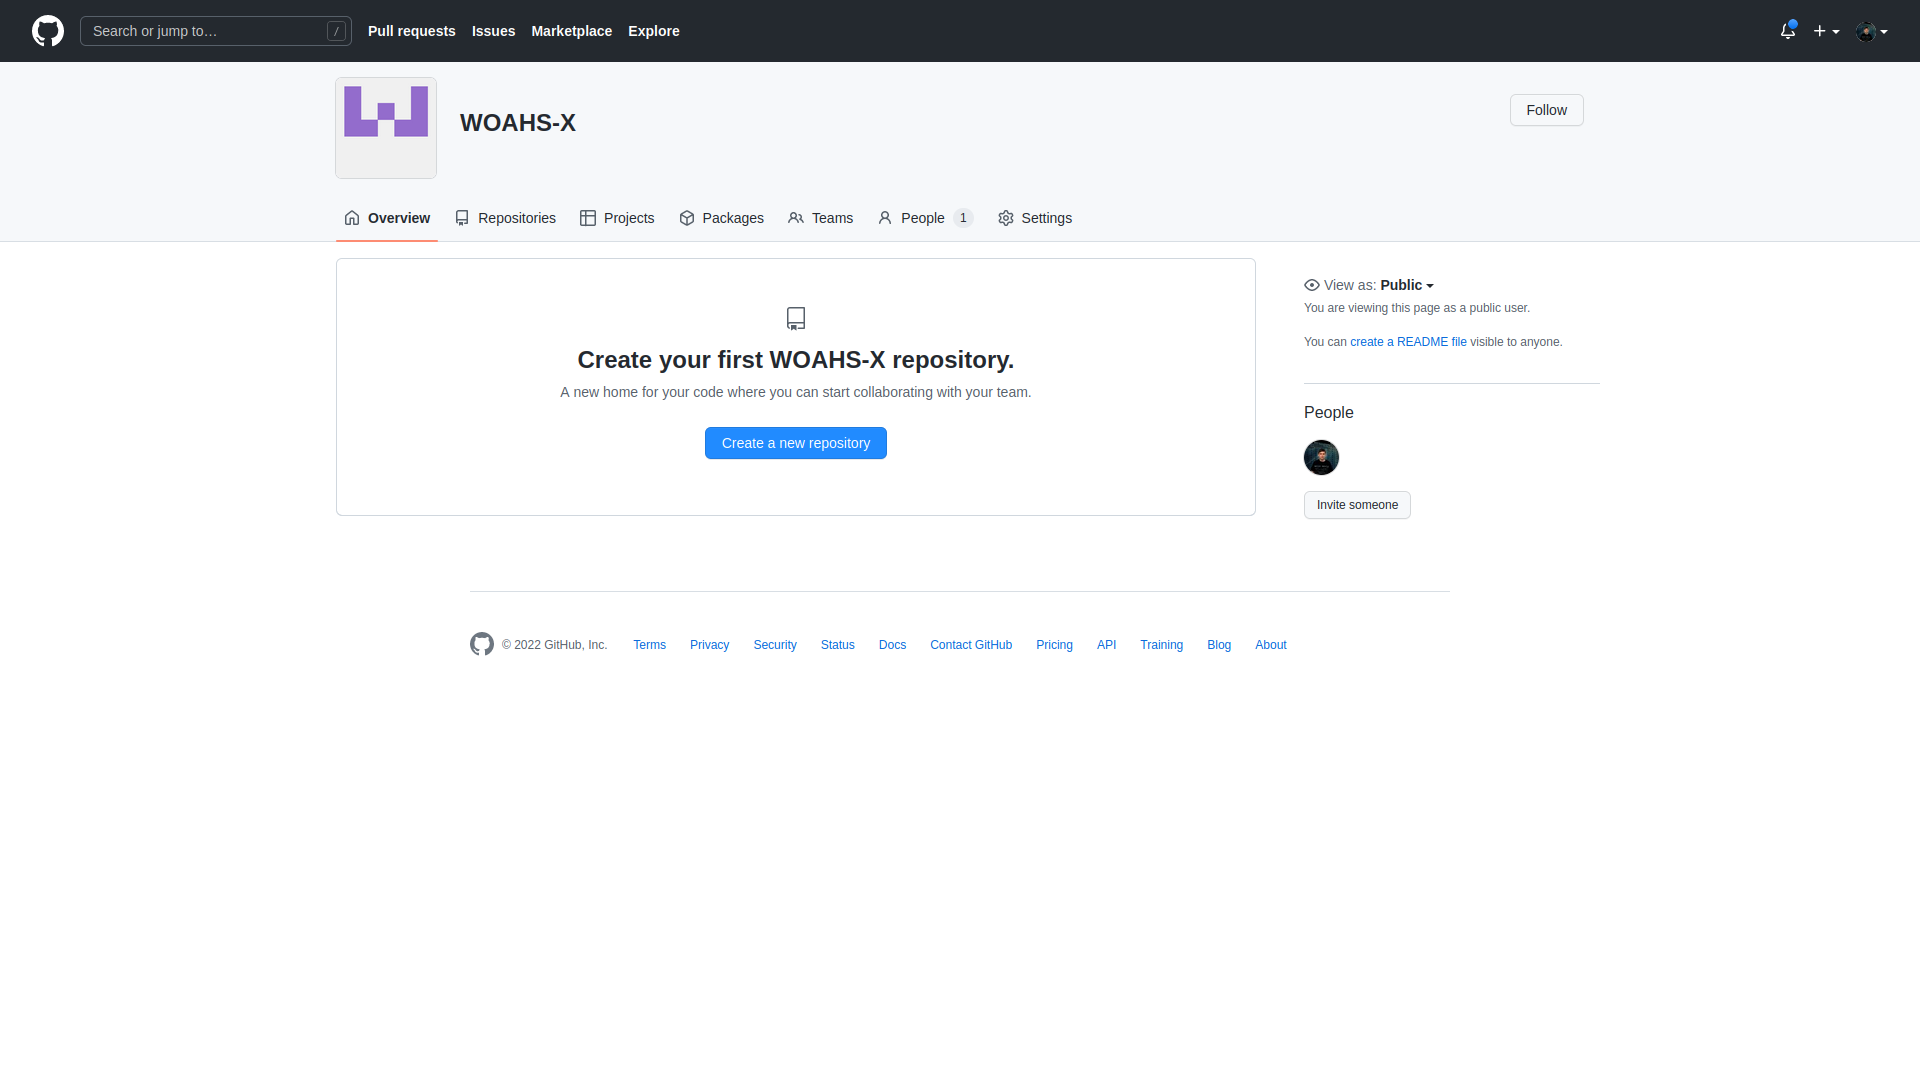 Search or jump to… /
Pull requests Issues Marketplace Explore
WOAHS-X
Follow
Overview Repositories Projects Packages Teams People 1 Settings
Create your first WOAHS-X repository.
A new home for your code where you can start collaborating with your team.
Create a new repository
View as: Public
You are viewing this page as a public user.
You can create a README file visible to anyone.
People
Invite someone
© 2022 GitHub, Inc. Terms Privacy Security Status Docs Contact GitHub Pricing API Training Blog About